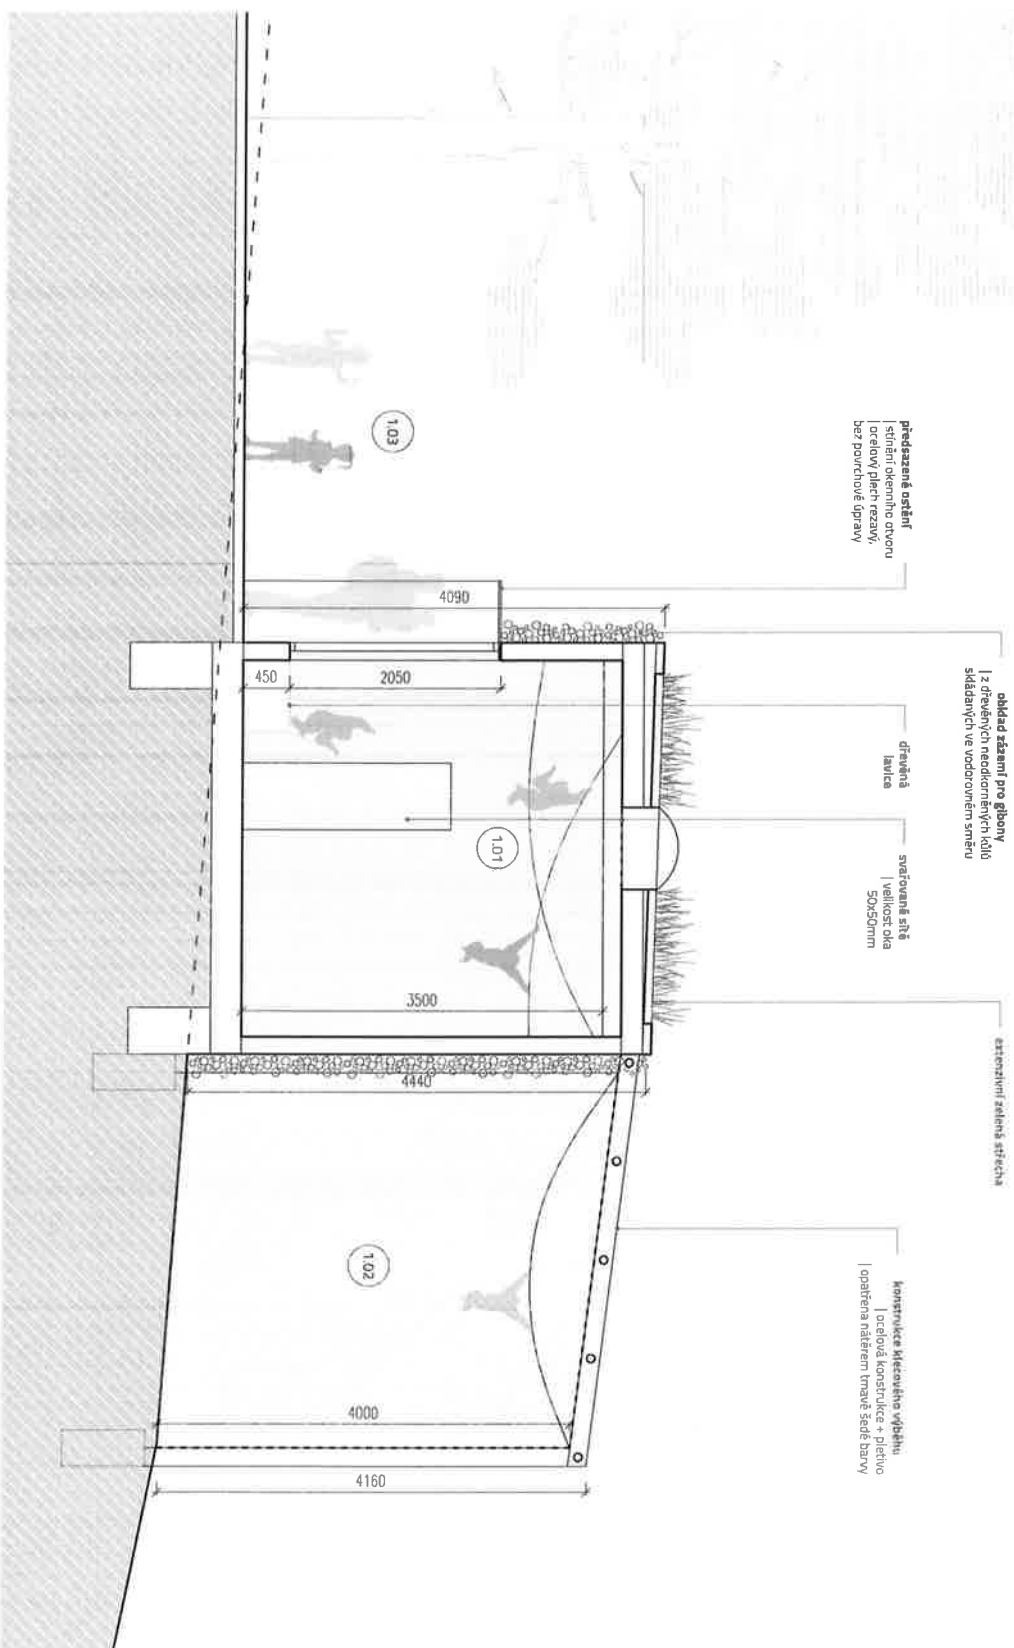 předsazené ostění
| stínění okenního otvoru
| ocelový plech rezavý,
bez povrchové úpravy
obklad zázemí pro gibony
| z dřevěných neodkorněných kůlů
skládaných ve vodorovném směru
dřevěná
lavice
svařované sítě
| velikost oka
50x50mm
extenzivní zelená střecha
konstrukce klecového výběhu
| ocelová konstrukce + pletivo
| opatřena nátěrem tmavě šedé barvy
1.03
4090
450
2050
1.01
3500
4440
1.02
4000
4160